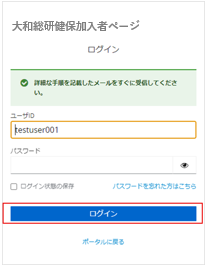 大和総研健保加入者ページ
ログイン
詳細な手順を記載したメールをすぐに受信してくださ
い。
ユーザID
testuser001
パスワード
ログイン状態の保存
パスワードを忘れた方はこちら
ログイン
ポータルに戻る